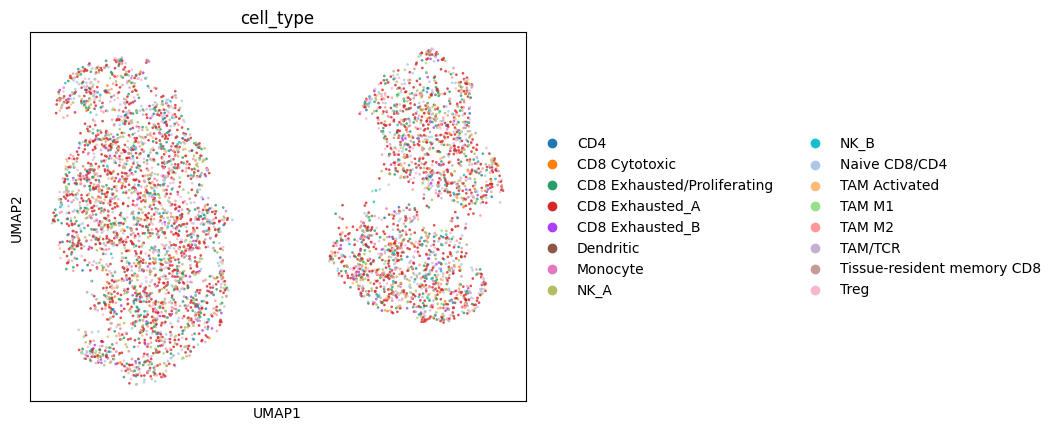 cell_type
UMAP2
UMAP1
CD4
CD8 Cytotoxic
CD8 Exhausted/Proliferating
CD8 Exhausted_A
CD8 Exhausted_B
Dendritic
Monocyte
NK_A
NK_B
Naive CD8/CD4
TAM Activated
TAM M1
TAM M2
TAM/TCR
Tissue-resident memory CD8
Treg